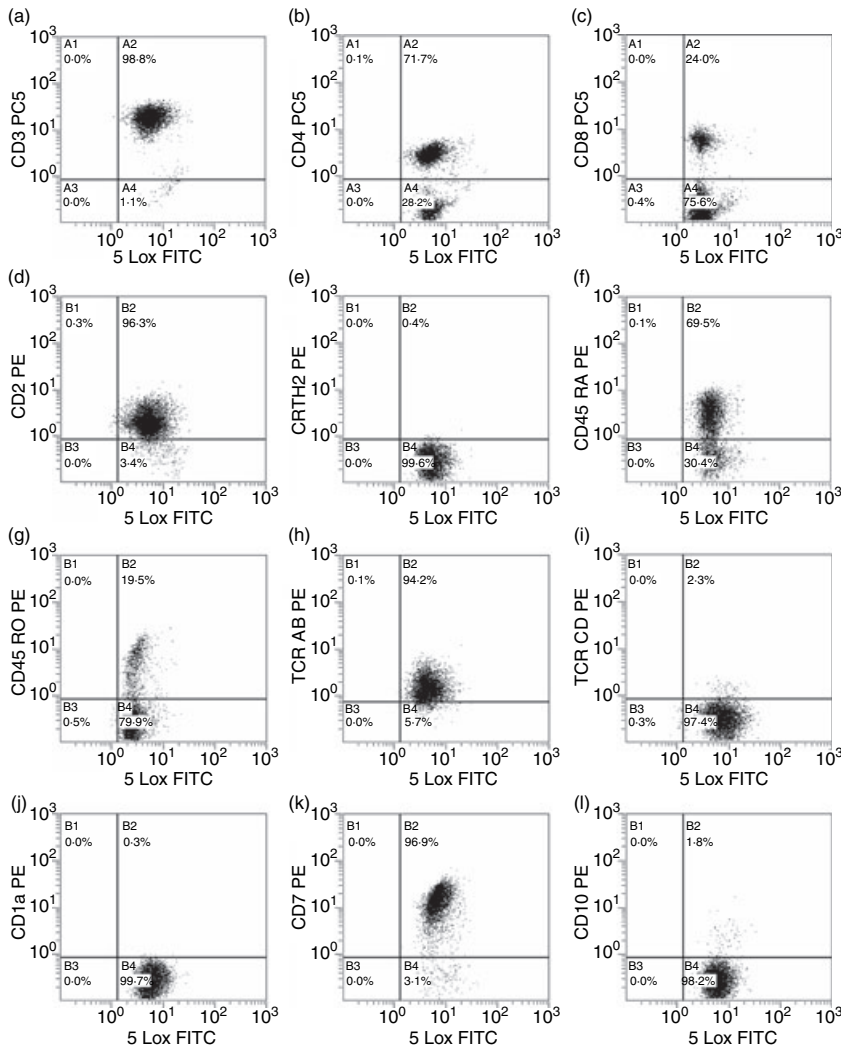 (a)
CD3 PC5
10³
10²
10¹
10⁰
A1
0·0%
A2
98·8%
A3
0·0%
A4
1·1%
10⁰ 10¹ 10² 10³
5 Lox FITC
(b)
CD4 PC5
10³
10²
10¹
10⁰
A1
0·1%
A2
71·7%
A3
0·0%
A4
28·2%
10⁰ 10¹ 10² 10³
5 Lox FITC
(c)
CD8 PC5
10³
10²
10¹
10⁰
A1
0·0%
A2
24·0%
A3
0·4%
A4
75·6%
10⁰ 10¹ 10² 10³
5 Lox FITC
(d)
CD2 PE
10³
10²
10¹
10⁰
B1
0·3%
B2
96·3%
B3
0·0%
B4
3·4%
10⁰ 10¹ 10² 10³
5 Lox FITC
(e)
CRTH2 PE
10³
10²
10¹
10⁰
B1
0·0%
B2
0·4%
B3
0·0%
B4
99·6%
10⁰ 10¹ 10² 10³
5 Lox FITC
(f)
CD45 RA PE
10³
10²
10¹
10⁰
B1
0·1%
B2
69·5%
B3
0·0%
B4
30·4%
10⁰ 10¹ 10² 10³
5 Lox FITC
(g)
CD45 RO PE
10³
10²
10¹
10⁰
B1
0·0%
B2
19·5%
B3
0·5%
B4
79·9%
10⁰ 10¹ 10² 10³
5 Lox FITC
(h)
TCR AB PE
10³
10²
10¹
10⁰
B1
0·1%
B2
94·2%
B3
0·0%
B4
5·7%
10⁰ 10¹ 10² 10³
5 Lox FITC
(i)
TCR CD PE
10³
10²
10¹
10⁰
B1
0·0%
B2
2·3%
B3
0·3%
B4
97·4%
10⁰ 10¹ 10² 10³
5 Lox FITC
(j)
CD1a PE
10³
10²
10¹
10⁰
B1
0·0%
B2
0·3%
B3
0·0%
B4
99·7%
10⁰ 10¹ 10² 10³
5 Lox FITC
(k)
CD7 PE
10³
10²
10¹
10⁰
B1
0·0%
B2
96·9%
B3
0·0%
B4
3·1%
10⁰ 10¹ 10² 10³
5 Lox FITC
(l)
CD10 PE
10³
10²
10¹
10⁰
B1
0·0%
B2
1·8%
B3
0·0%
B4
98·2%
10⁰ 10¹ 10² 10³
5 Lox FITC